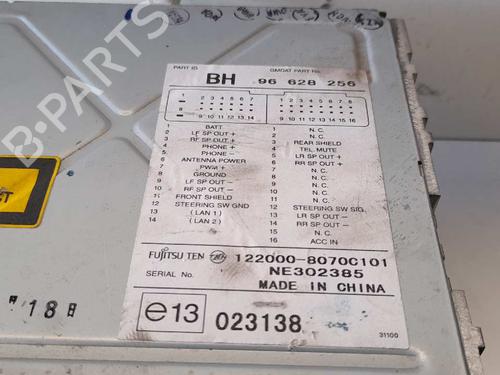 PART ID GMDAT PART No.
BH 96 628 256
1 2 3 4 5 6 7
8 9 10 11 12 13 14
1 2 3 4 5 6 7 8
9 10 11 12 13 14 15 16
1 BATT
2 LF SP OUT +
3 RF SP OUT +
4 PHONE +
5 PHONE -
6 ANTENNA POWER
7 PWM +
8 GROUND
9 LF SP OUT -
10 RF SP OUT -
11 FRONT SHIELD
12 STEERING SW GND
13 ( LAN1 )
14 ( LAN2 )
1 N.C.
2 N.C.
3 REAR SHIELD
4 TEL MUTE
5 LR SP OUT +
6 RR SP OUT +
7 N.C.
8 N.C.
9 N.C.
10 N.C.
11 N.C.
12 STEERING SW SIG.
13 LR SP OUT -
14 RR SP OUT -
15 N.C.
16 ACC IN
FUJITSU TEN 122000-8070C101
SERIAL No. NE302385
MADE IN CHINA
e13 023138
31100
18
B-PARTS